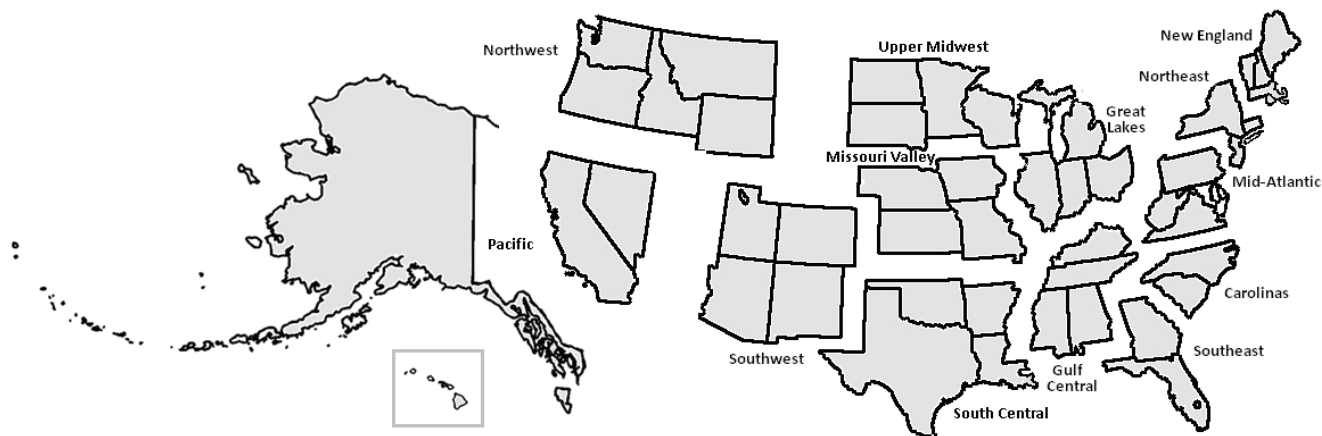 New England
Northwest
Upper Midwest
Northeast
Great
Lakes
Missouri Valley
Mid-Atlantic
Pacific
Carolinas
Southwest
Southeast
Gulf
Central
South Central